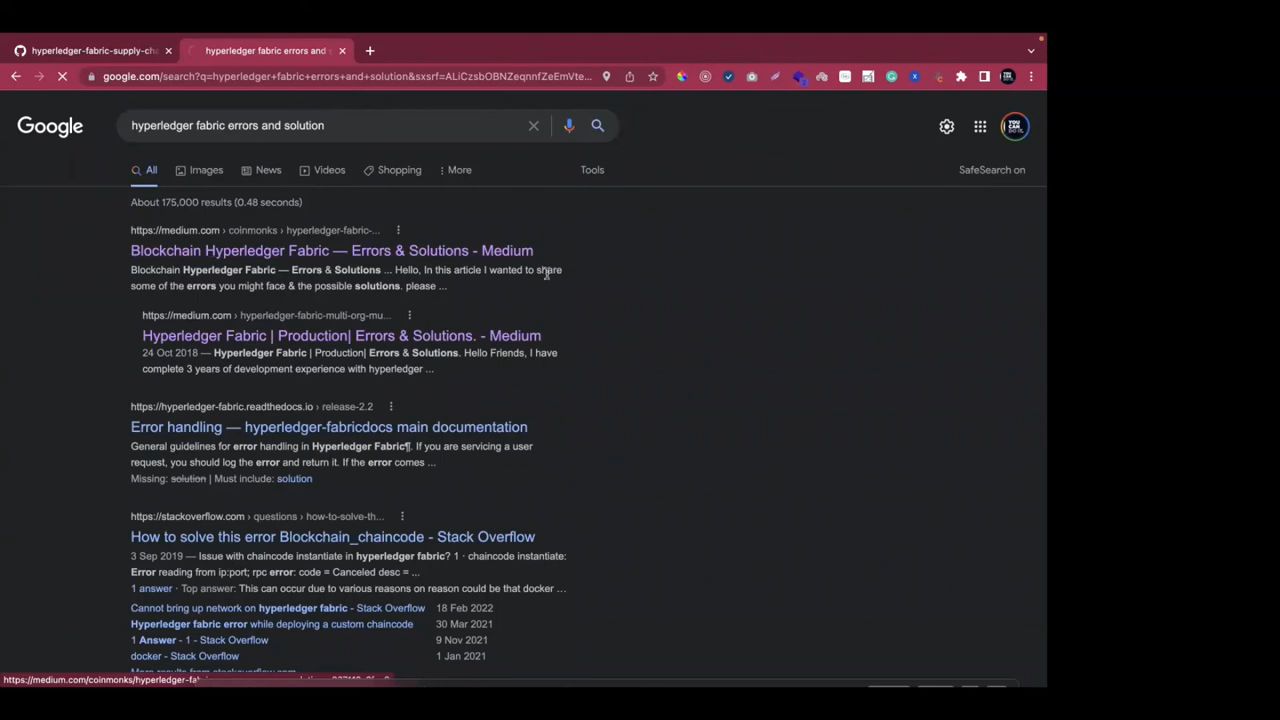 hyperledger-fabric-supply-cha
hyperledger fabric errors and s
google.com/search?q=hyperledger+fabric+errors+and+solution&sxsrf=ALiCzsbOBNZeqnfZeEmVte...
Google
hyperledger fabric errors and solution
YOU CAN DO IT.
All Images News Videos Shopping More Tools SafeSearch on
About 175,000 results (0.48 seconds)
https://medium.com › coinmonks › hyperledger-fabric-...
Blockchain Hyperledger Fabric — Errors & Solutions - Medium
Blockchain Hyperledger Fabric — Errors & Solutions ... Hello, In this article I wanted to share
some of the errors you might face & the possible solutions. please ...
https://medium.com › hyperledger-fabric-multi-org-mu...
Hyperledger Fabric | Production| Errors & Solutions. - Medium
24 Oct 2018 — Hyperledger Fabric | Production| Errors & Solutions. Hello Friends, I have
complete 3 years of development experience with hyperledger ...
https://hyperledger-fabric.readthedocs.io › release-2.2
Error handling — hyperledger-fabricdocs main documentation
General guidelines for error handling in Hyperledger Fabric¶. If you are servicing a user
request, you should log the error and return it. If the error comes ...
Missing: solution | Must include: solution
https://stackoverflow.com › questions › how-to-solve-th...
How to solve this error Blockchain_chaincode - Stack Overflow
3 Sep 2019 — Issue with chaincode instantiate in hyperledger fabric? 1 · chaincode instantiate:
Error reading from ip:port; rpc error: code = Canceled desc = ...
1 answer · Top answer: This can occur due to various reasons on reason could be that docker ...
Cannot bring up network on hyperledger fabric - Stack Overflow 18 Feb 2022
Hyperledger fabric error while deploying a custom chaincode 30 Mar 2021
1 Answer - 1 - Stack Overflow 9 Nov 2021
docker - Stack Overflow 1 Jan 2021
More results from stackoverflow.com
https://medium.com/coinmonks/hyperledger-fa